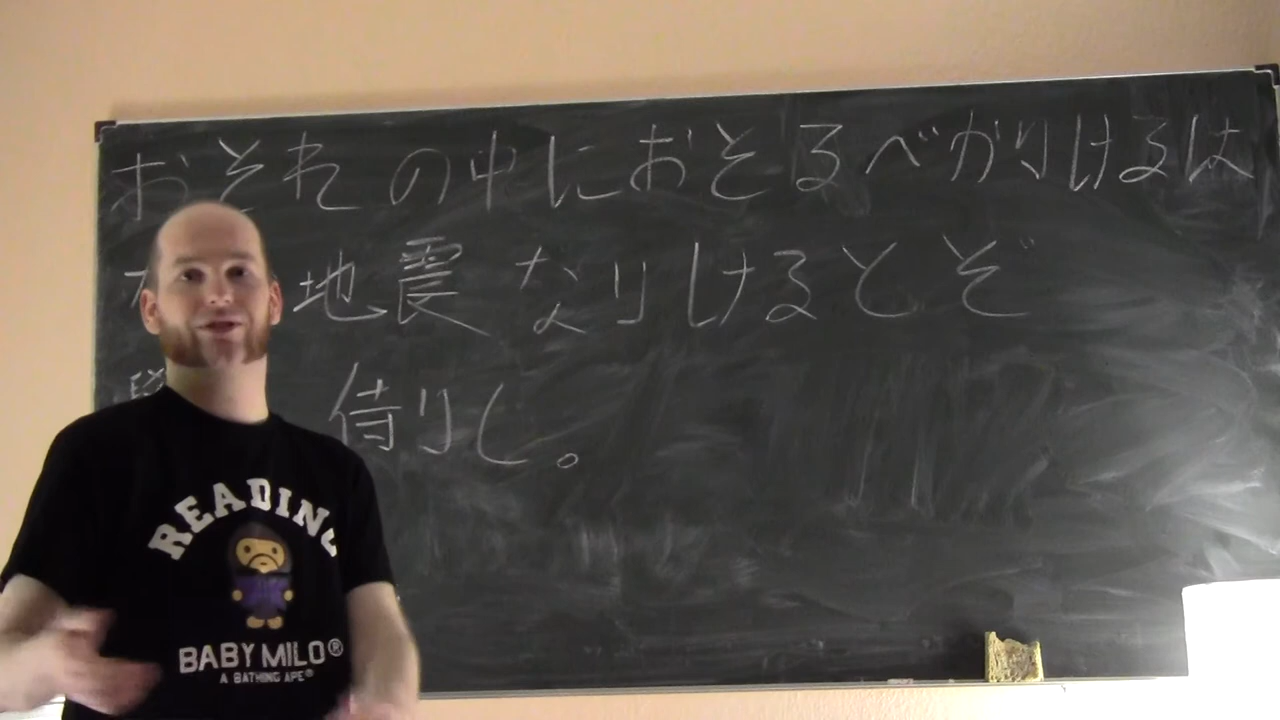 おそれの中におそるべかりけるは
地震なりけるとぞ
侍りし。
READING
BABY MILO®
A BATHING APE®